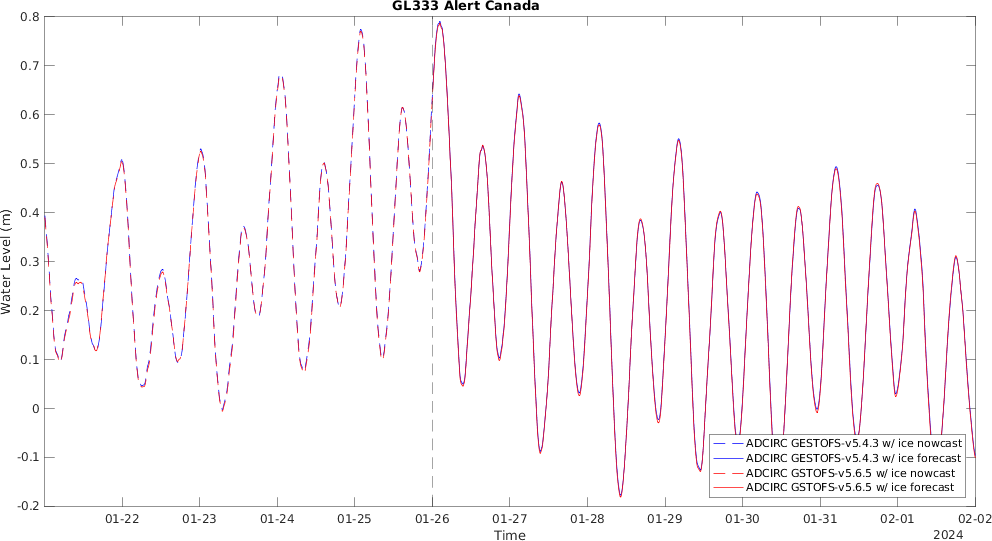 GL333 Alert Canada
0.8
0.7
0.6
0.5
0.4
0.3
0.2
0.1
0
-0.1
-0.2
Water Level (m)
ADCIRC GESTOFS-v5.4.3 w/ ice nowcast
ADCIRC GESTOFS-v5.4.3 w/ ice forecast
ADCIRC GSTOFS-v5.6.5 w/ ice nowcast
ADCIRC GSTOFS-v5.6.5 w/ ice forecast
01-22 01-23 01-24 01-25 01-26 01-27 01-28 01-29 01-30 01-31 02-01 02-02
Time
2024